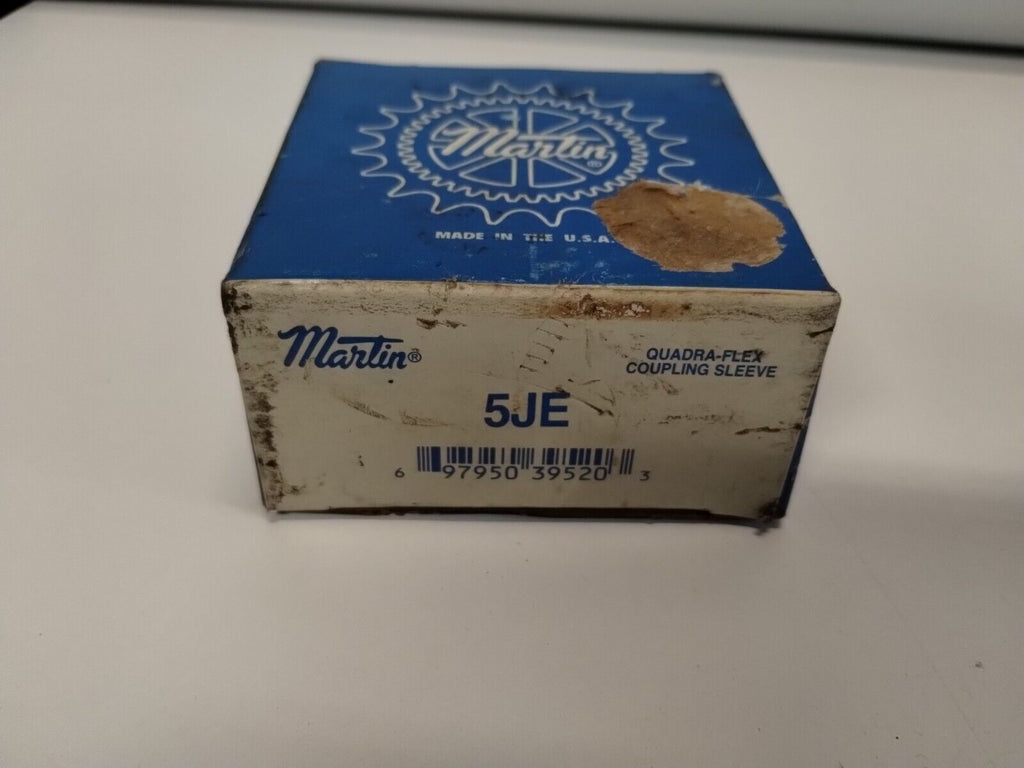 Martin®
MADE IN THE U.S.A.
Martin®
QUADRA-FLEX
COUPLING SLEEVE
5JE
6 97950 39520 3